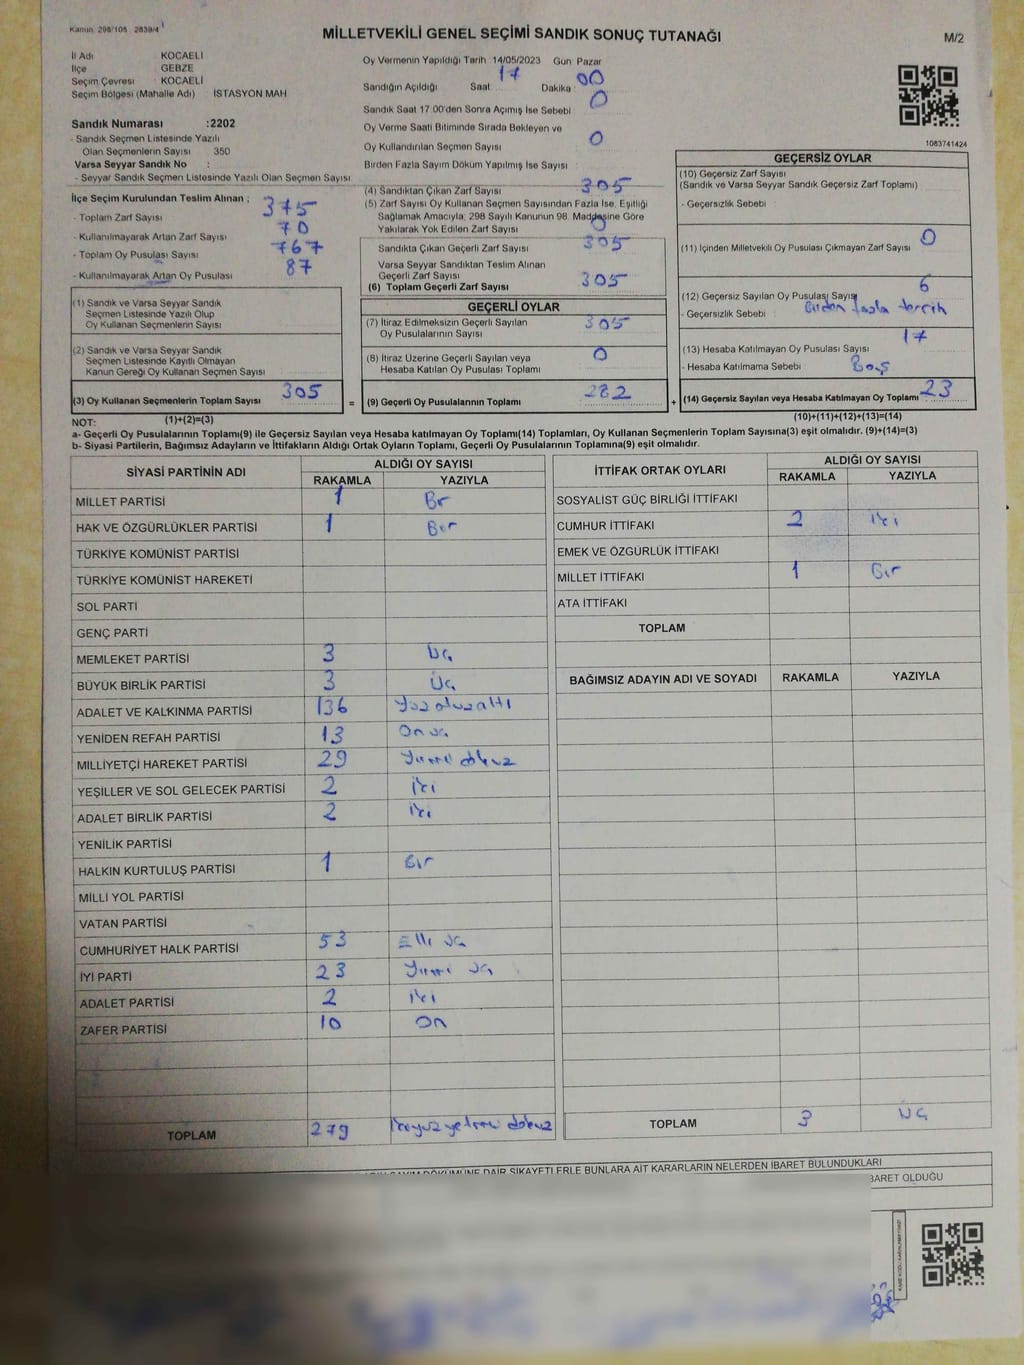 Kanun 298/105 2839/4
MİLLETVEKİLİ GENEL SEÇİMİ SANDIK SONUÇ TUTANAĞI
M/2
İl Adı : KOCAELİ
İlçe : GEBZE
Seçim Çevresi : KOCAELİ
Seçim Bölgesi (Mahalle Adı) : İSTASYON MAH
Sandık Numarası :2202
- Sandık Seçmen Listesinde Yazılı
Olan Seçmenlerin Sayısı : 350
Varsa Seyyar Sandık No :
- Seyyar Sandık Seçmen Listesinde Yazılı Olan Seçmen Sayısı :
Oy Vermenin Yapıldığı Tarih :14/05/2023 Gün Pazar
Sandığın Açıldığı Saat : 17 Dakika : 00
Sandık Saat 17.00'den Sonra Açımış İse Sebebi : 0
Oy Verme Saati Bitiminde Sırada Bekleyen ve
Oy Kullandırılan Seçmen Sayısı : 0
Birden Fazla Sayım Döküm Yapılmış İse Sayısı :
1083741424
İlçe Seçim Kurulundan Teslim Alınan :
- Toplam Zarf Sayısı : 375
- Kullanılmayarak Artan Zarf Sayısı : 70
- Toplam Oy Pusulası Sayısı : 767
- Kullanılmayarak Artan Oy Pusulası : 87
(1) Sandık ve Varsa Seyyar Sandık
Seçmen Listesinde Yazılı Olup
Oy Kullanan Seçmenlerin Sayısı :
(2) Sandık ve Varsa Seyyar Sandık
Seçmen Listesinde Kayıtlı Olmayan
Kanun Gereği Oy Kullanan Seçmen Sayısı :
(3) Oy Kullanan Seçmenlerin Toplam Sayısı : 305
(4) Sandıktan Çıkan Zarf Sayısı : 305
(5) Zarf Sayısı Oy Kullanan Seçmen Sayısından Fazla İse, Eşitliği
Sağlamak Amacıyla; 298 Sayılı Kanunun 98. Maddesine Göre
Yakılarak Yok Edilen Zarf Sayısı : 0
Sandıkta Çıkan Geçerli Zarf Sayısı : 305
Varsa Seyyar Sandıktan Teslim Alınan
Geçerli Zarf Sayısı :
(6) Toplam Geçerli Zarf Sayısı : 305
GEÇERLİ OYLAR
(7) İtiraz Edilmeksizin Geçerli Sayılan
Oy Pusulalarının Sayısı : 305
(8) İtiraz Üzerine Geçerli Sayılan veya
Hesaba Katılan Oy Pusulası Toplamı : 0
= (9) Geçerli Oy Pusulalarının Toplamı : 282
GEÇERSİZ OYLAR
(10) Geçersiz Zarf Sayısı :
(Sandık ve Varsa Seyyar Sandık Geçersiz Zarf Toplamı)
- Geçersizlik Sebebi :
(11) İçinden Milletvekili Oy Pusulası Çıkmayan Zarf Sayısı : 0
(12) Geçersiz Sayılan Oy Pusulası Sayısı : 6
- Geçersizlik Sebebi : Birden fazla tercih
(13) Hesaba Katılmayan Oy Pusulası Sayısı : 17
- Hesaba Katılmama Sebebi : Boş
+ (14) Geçersiz Sayılan veya Hesaba Katılmayan Oy Toplamı : 23
NOT: (1)+(2)=(3) (10)+(11)+(12)+(13)=(14)
a- Geçerli Oy Pusulalarının Toplamı(9) ile Geçersiz Sayılan veya Hesaba katılmayan Oy Toplamı(14) Toplamları, Oy Kullanan Seçmenlerin Toplam Sayısına(3) eşit olmalıdır. (9)+(14)=(3)
b- Siyasi Partilerin, Bağımsız Adayların ve İttifakların Aldığı Ortak Oyların Toplamı, Geçerli Oy Pusulalarının Toplamına(9) eşit olmalıdır.
SİYASİ PARTİNİN ADI ALDIĞI OY SAYISI
RAKAMLA YAZIYLA
MİLLET PARTİSİ 1 Bir
HAK VE ÖZGÜRLÜKLER PARTİSİ 1 Bir
TÜRKİYE KOMÜNİST PARTİSİ
TÜRKİYE KOMÜNİST HAREKETİ
SOL PARTİ
GENÇ PARTİ
MEMLEKET PARTİSİ 3 Üç
BÜYÜK BİRLİK PARTİSİ 3 Üç
ADALET VE KALKINMA PARTİSİ 136 Yüz otuz altı
YENİDEN REFAH PARTİSİ 13 On üç
MİLLİYETÇİ HAREKET PARTİSİ 29 Yirmi dokuz
YEŞİLLER VE SOL GELECEK PARTİSİ 2 iki
ADALET BİRLİK PARTİSİ 2 iki
YENİLİK PARTİSİ
HALKIN KURTULUŞ PARTİSİ 1 Bir
MİLLİ YOL PARTİSİ
VATAN PARTİSİ
CUMHURİYET HALK PARTİSİ 53 Elli üç
İYİ PARTİ 23 Yirmi üç
ADALET PARTİSİ 2 iki
ZAFER PARTİSİ 10 On
TOPLAM 279 ikiyüz yetmiş dokuz
İTTİFAK ORTAK OYLARI ALDIĞI OY SAYISI
RAKAMLA YAZIYLA
SOSYALİST GÜÇ BİRLİĞİ İTTİFAKI
CUMHUR İTTİFAKI 2 iki
EMEK VE ÖZGÜRLÜK İTTİFAKI
MİLLET İTTİFAKI 1 Bir
ATA İTTİFAKI
TOPLAM
BAĞIMSIZ ADAYIN ADI VE SOYADI RAKAMLA YAZIYLA
TOPLAM 3 üç
DÖKÜMÜNE DAİR ŞİKAYETLERLE BUNLARA AİT KARARLARIN NELERDEN İBARET BULUNDUKLARI
İBARET OLDUĞU